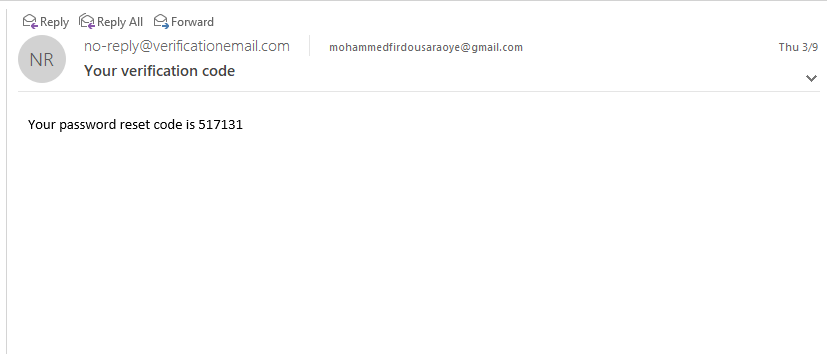 Reply Reply All Forward
NR
no-reply@verificationemail.com mohammedfirdousaraoye@gmail.com Thu 3/9
Your verification code
Your password reset code is 517131